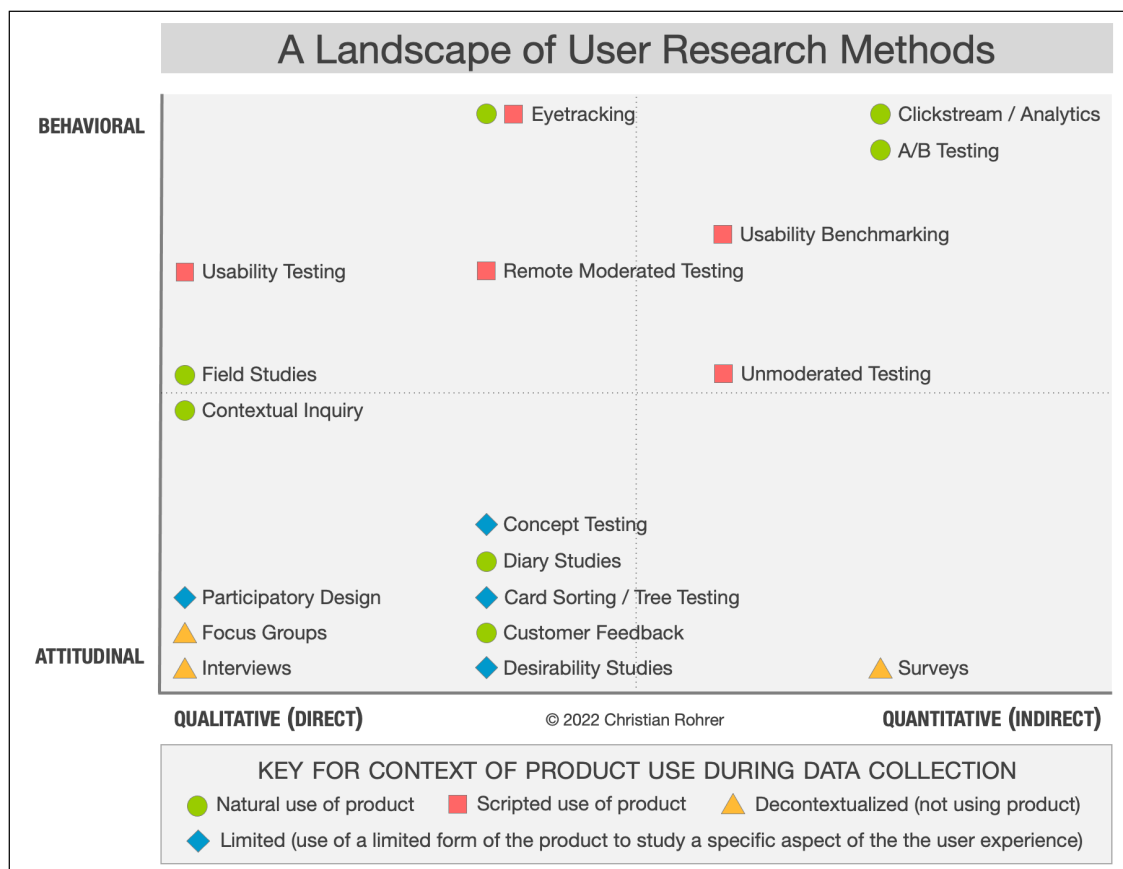 A Landscape of User Research Methods
BEHAVIORAL
Eyetracking
Clickstream / Analytics
A/B Testing
Usability Benchmarking
Usability Testing
Remote Moderated Testing
Field Studies
Unmoderated Testing
Contextual Inquiry
Concept Testing
Diary Studies
Participatory Design
Card Sorting / Tree Testing
Focus Groups
Customer Feedback
ATTITUDINAL
Interviews
Desirability Studies
Surveys
QUALITATIVE (DIRECT)
© 2022 Christian Rohrer
QUANTITATIVE (INDIRECT)
KEY FOR CONTEXT OF PRODUCT USE DURING DATA COLLECTION
Natural use of product
Scripted use of product
Decontextualized (not using product)
Limited (use of a limited form of the product to study a specific aspect of the the user experience)